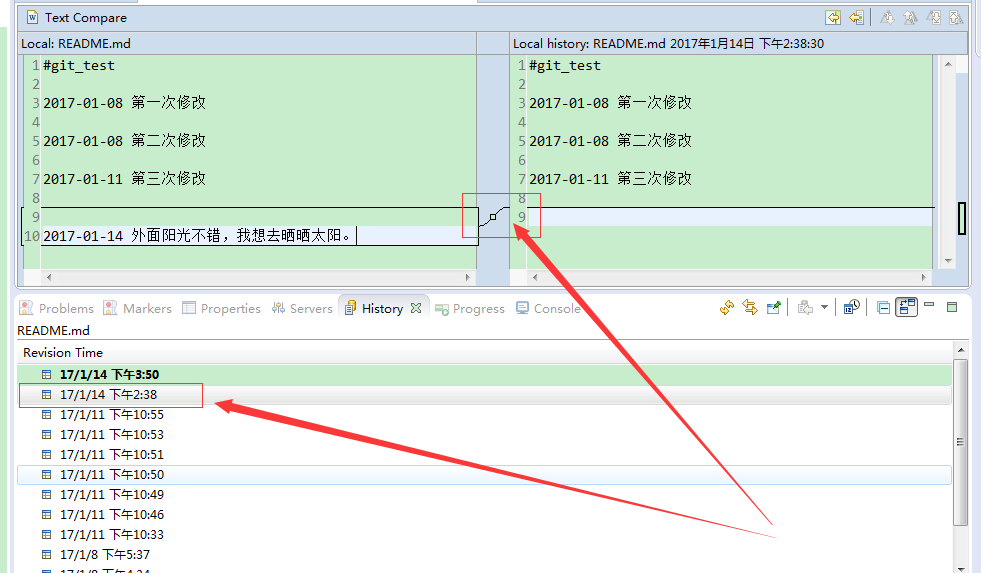 Text Compare
Local: README.md
Local history: README.md 2017年1月14日 下午2:38:30
1 #git_test
2
3 2017-01-08 第一次修改
4
5 2017-01-08 第二次修改
6
7 2017-01-11 第三次修改
8
9
10 2017-01-14 外面阳光不错，我想去晒晒太阳。
1 #git_test
2
3 2017-01-08 第一次修改
4
5 2017-01-08 第二次修改
6
7 2017-01-11 第三次修改
8
9
Problems Markers Properties Servers History Progress Console
README.md
Revision Time
17/1/14 下午3:50
17/1/14 下午2:38
17/1/11 下午10:55
17/1/11 下午10:53
17/1/11 下午10:51
17/1/11 下午10:50
17/1/11 下午10:49
17/1/11 下午10:46
17/1/11 下午10:33
17/1/8 下午5:37